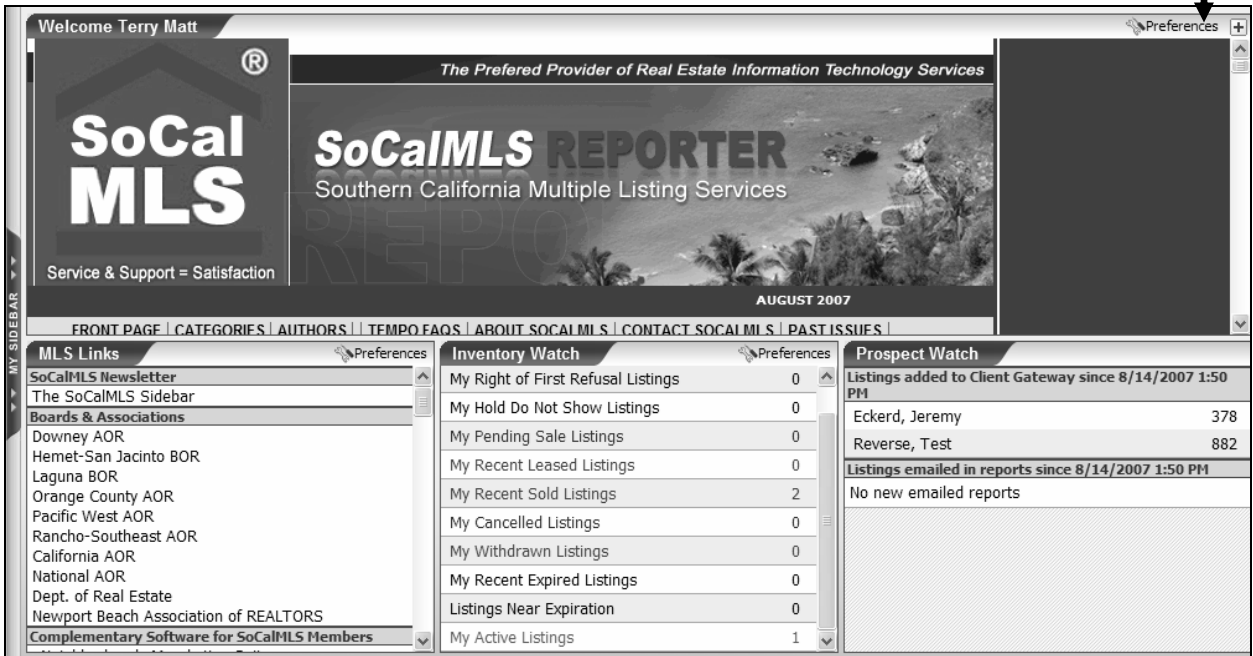 Welcome Terry Matt
Preferences
®
The Prefered Provider of Real Estate Information Technology Services
SoCal
MLS
Service & Support = Satisfaction
SoCalMLS REPORTER
Southern California Multiple Listing Services
REPO
AUGUST 2007
FRONT PAGE | CATEGORIES | AUTHORS | | TEMPO FAQS | ABOUT SOCALMLS | CONTACT SOCALMLS | PAST ISSUES |
MY SIDEBAR
MLS Links
Preferences
SoCalMLS Newsletter
The SoCalMLS Sidebar
Boards & Associations
Downey AOR
Hemet-San Jacinto BOR
Laguna BOR
Orange County AOR
Pacific West AOR
Rancho-Southeast AOR
California AOR
National AOR
Dept. of Real Estate
Newport Beach Association of REALTORS
Complementary Software for SoCalMLS Members
Inventory Watch
Preferences
My Right of First Refusal Listings 0
My Hold Do Not Show Listings 0
My Pending Sale Listings 0
My Recent Leased Listings 0
My Recent Sold Listings 2
My Cancelled Listings 0
My Withdrawn Listings 0
My Recent Expired Listings 0
Listings Near Expiration 0
My Active Listings 1
Prospect Watch
Listings added to Client Gateway since 8/14/2007 1:50
PM
Eckerd, Jeremy 378
Reverse, Test 882
Listings emailed in reports since 8/14/2007 1:50 PM
No new emailed reports